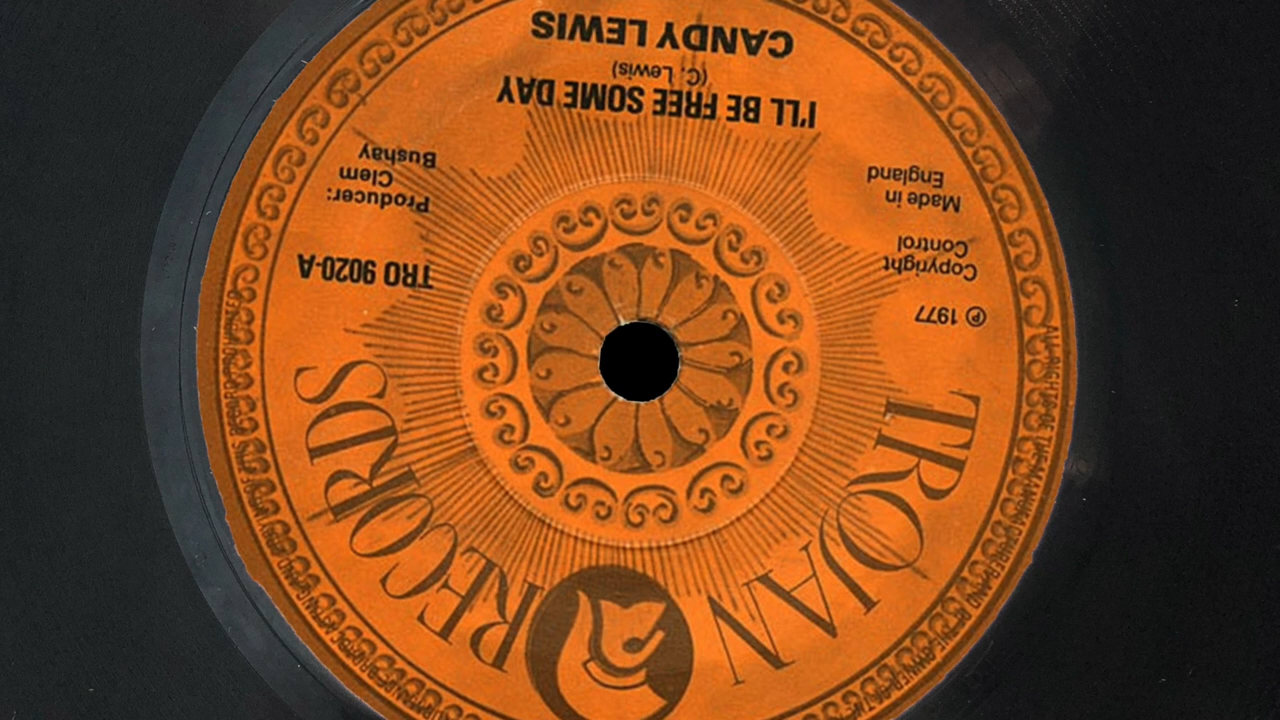 TROJAN RECORDS
℗ 1977
Copyright
Control
Made in
England
TRO 9020-A
Producer:
Clem
Bushay
I'LL BE FREE SOME DAY
(C. Lewis)
CANDY LEWIS